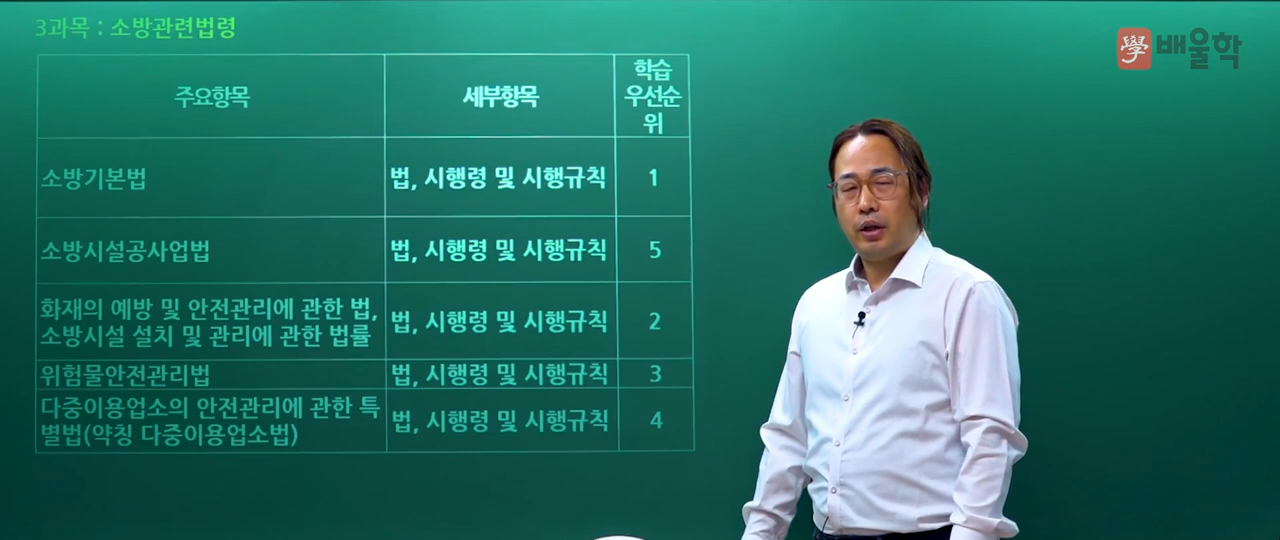 3과목 : 소방관련법령
學 배울학
주요항목
세부항목
학습
우선순
위
소방기본법
법, 시행령 및 시행규칙
1
소방시설공사업법
법, 시행령 및 시행규칙
5
화재의 예방 및 안전관리에 관한 법,
소방시설 설치 및 관리에 관한 법률
법, 시행령 및 시행규칙
2
위험물안전관리법
법, 시행령 및 시행규칙
3
다중이용업소의 안전관리에 관한 특
별법(약칭 다중이용업소법)
법, 시행령 및 시행규칙
4